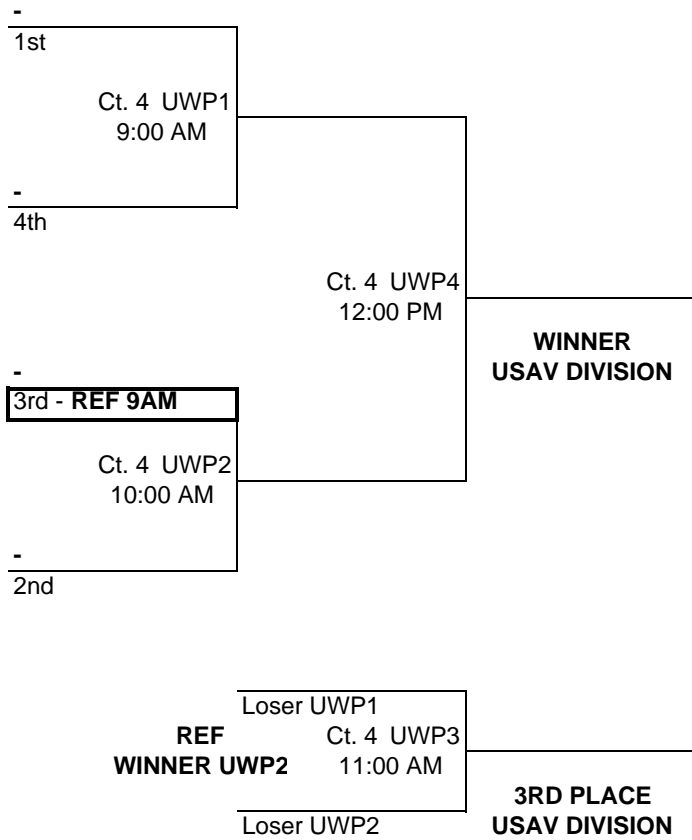 -
1st
Ct. 4 UWP1
9:00 AM
-
4th
Ct. 4 UWP4
12:00 PM
WINNER
USAV DIVISION
-
3rd - REF 9AM
Ct. 4 UWP2
10:00 AM
-
2nd
Loser UWP1
REF
WINNER UWP2
Ct. 4 UWP3
11:00 AM
Loser UWP2
3RD PLACE
USAV DIVISION